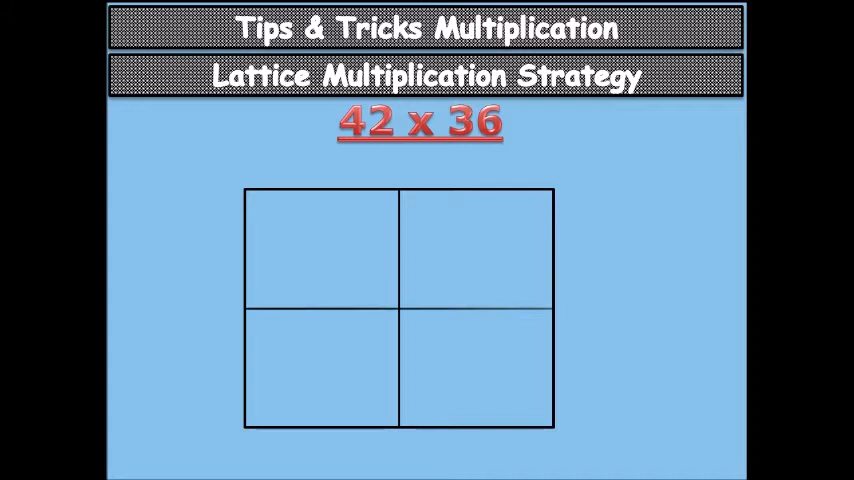 Tips & Tricks Multiplication
Lattice Multiplication Strategy
42 x 36